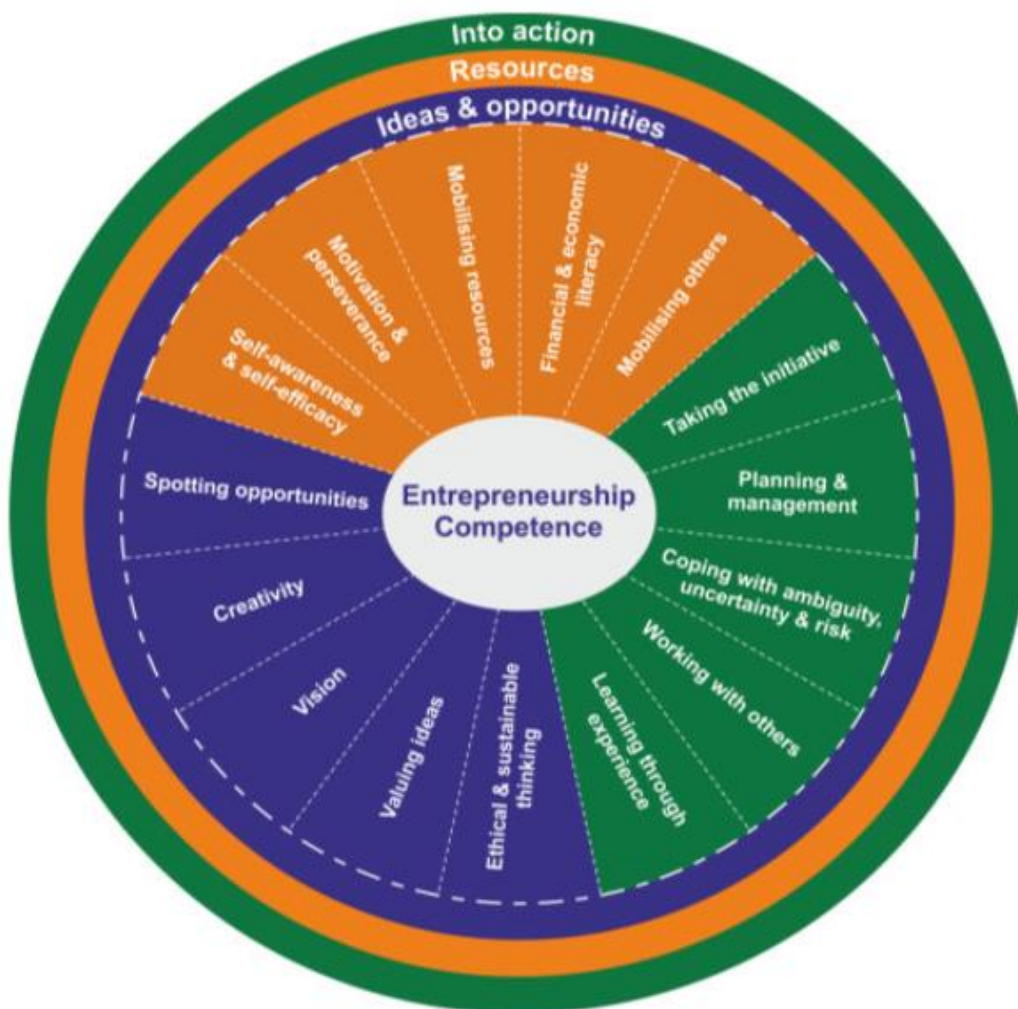 Into action
Resources
Ideas & opportunities
Self-awareness
& self-efficacy
Motivation &
perseverance
Mobilising resources
Financial & economic
literacy
Mobilising others
Taking the initiative
Planning &
management
Coping with ambiguity,
uncertainty & risk
Working with others
Learning through
experience
Ethical & sustainable
thinking
Valuing ideas
Vision
Creativity
Spotting opportunities
Entrepreneurship
Competence